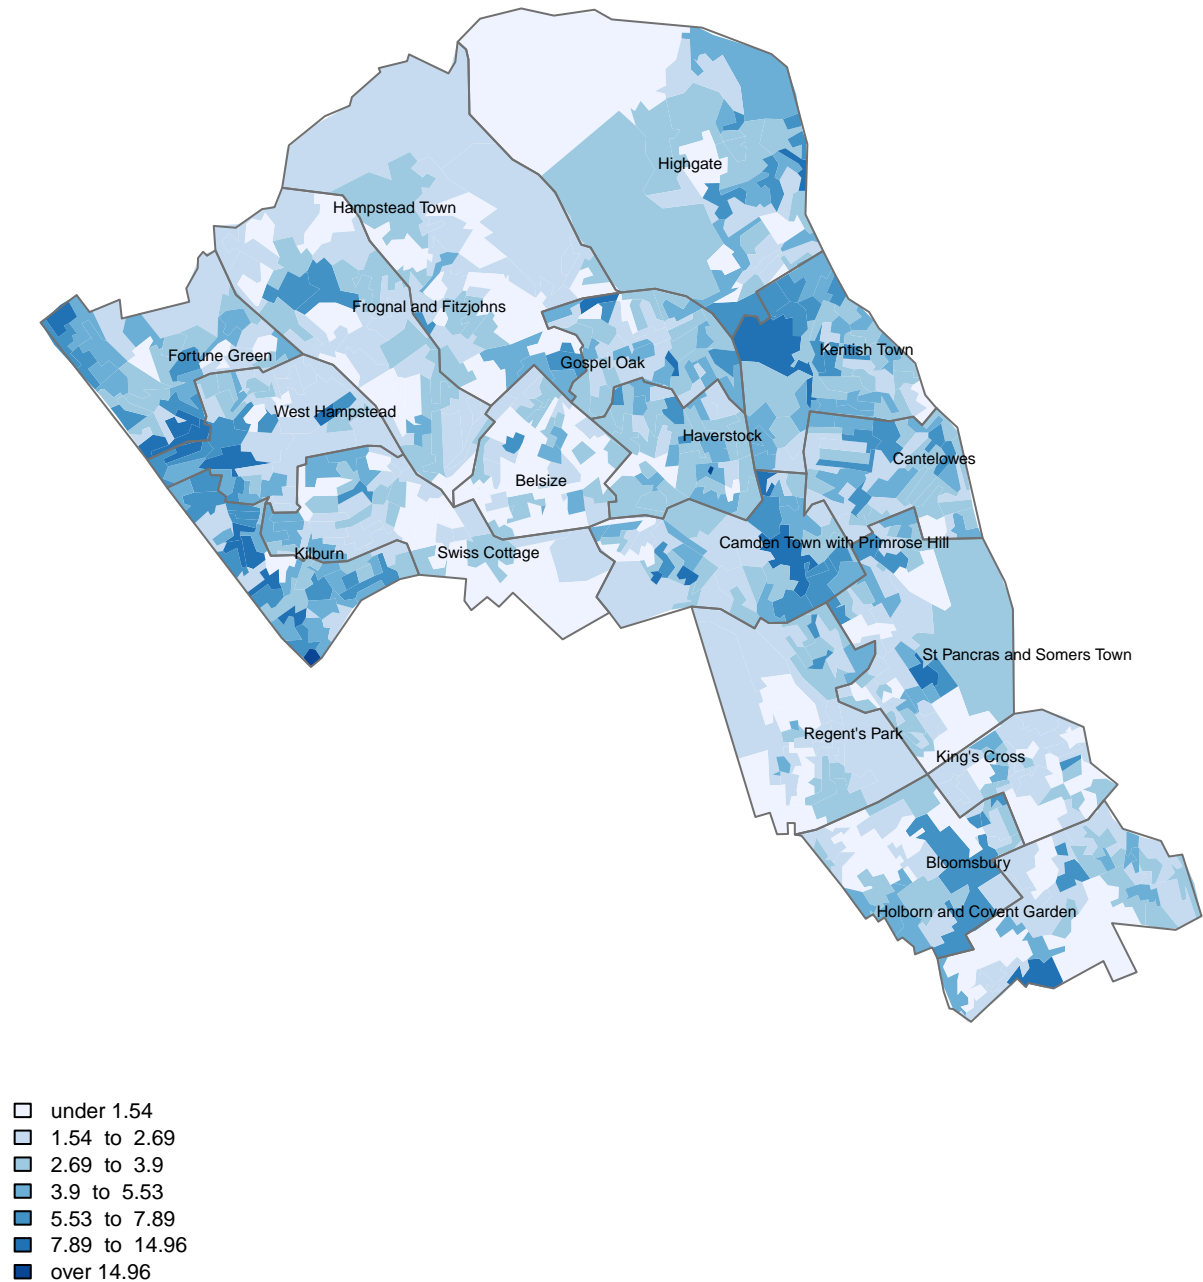 Highgate
Hampstead Town
Frognal and Fitzjohns
Fortune Green
Gospel Oak
Kentish Town
West Hampstead
Haverstock
Cantelowes
Belsize
Camden Town with Primrose Hill
Kilburn
Swiss Cottage
St Pancras and Somers Town
Regent's Park
King's Cross
Bloomsbury
Holborn and Covent Garden
under 1.54
1.54 to 2.69
2.69 to 3.9
3.9 to 5.53
5.53 to 7.89
7.89 to 14.96
over 14.96